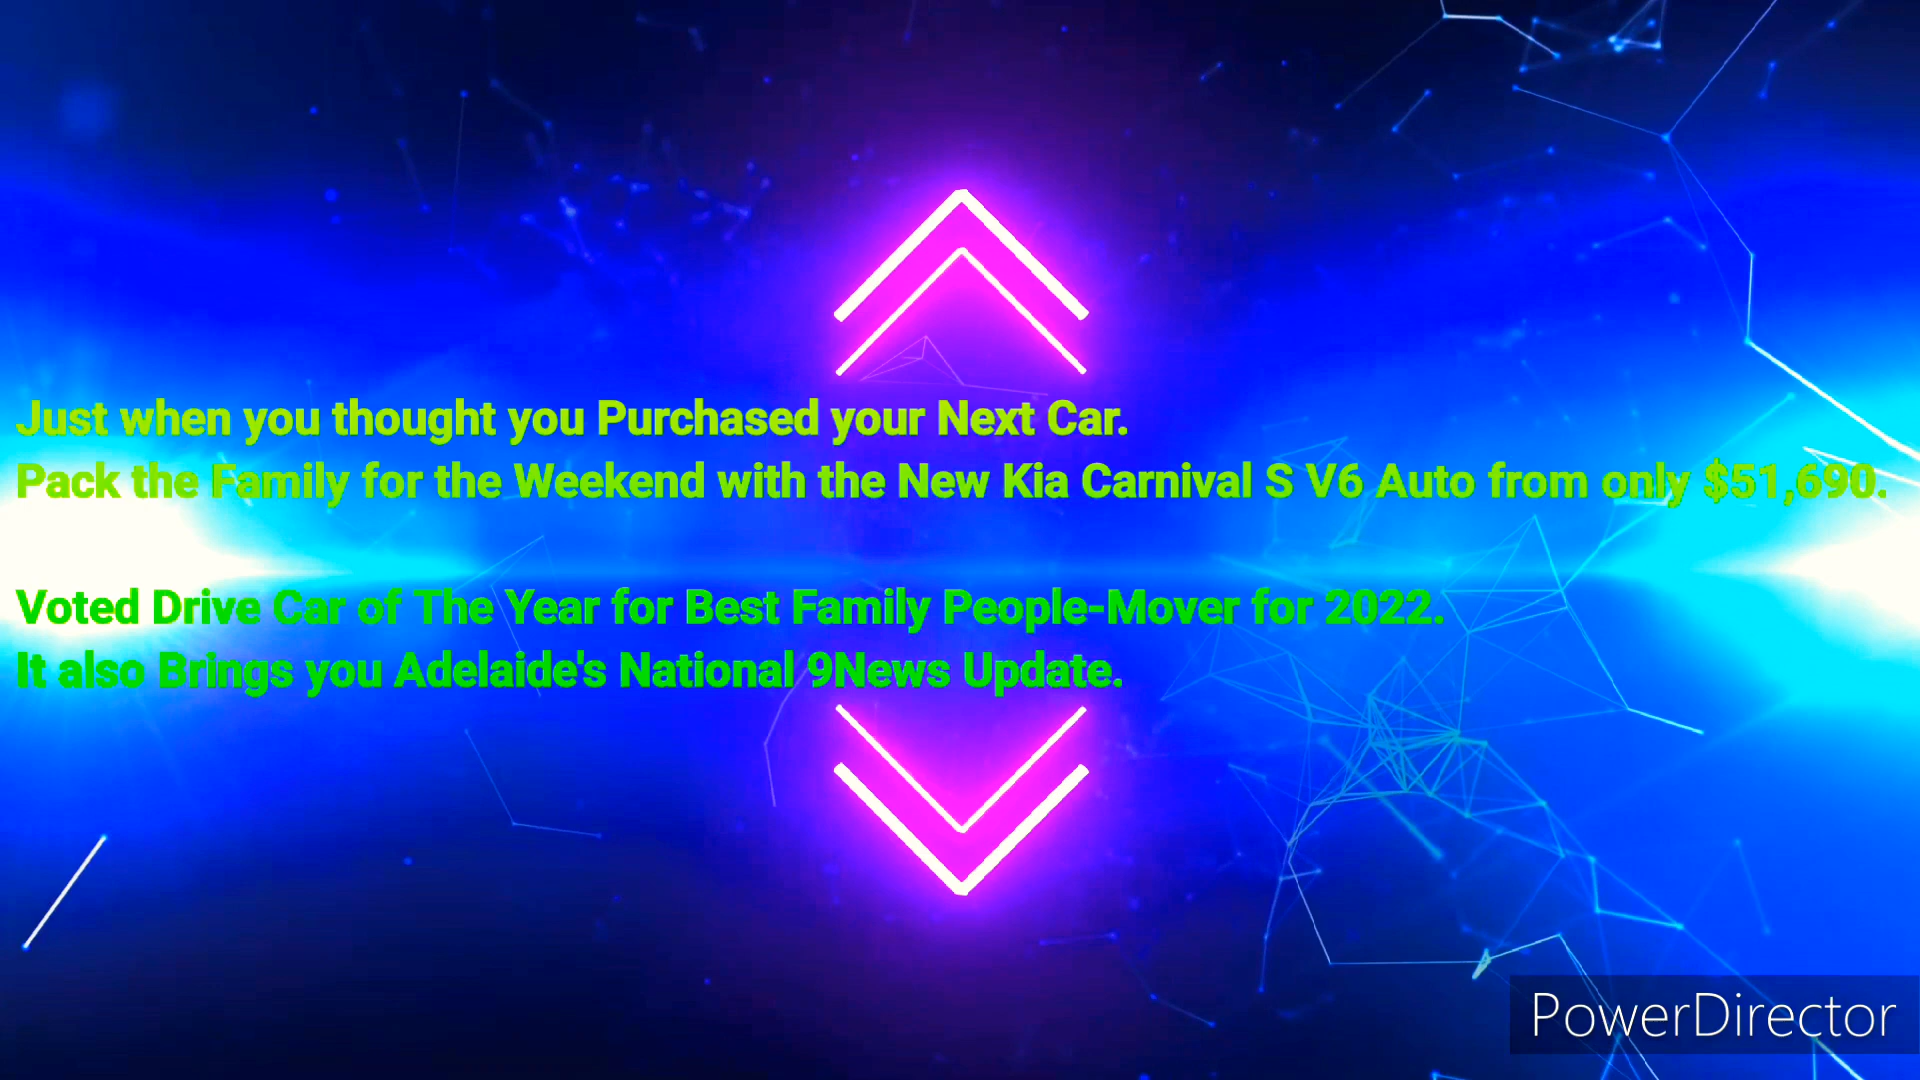 Just when you thought you Purchased your Next Car.
Pack the Family for the Weekend with the New Kia Carnival S V6 Auto from only $51,690.
Voted Drive Car of The Year for Best Family People-Mover for 2022.
It also Brings you Adelaide's National 9News Update.
PowerDirector